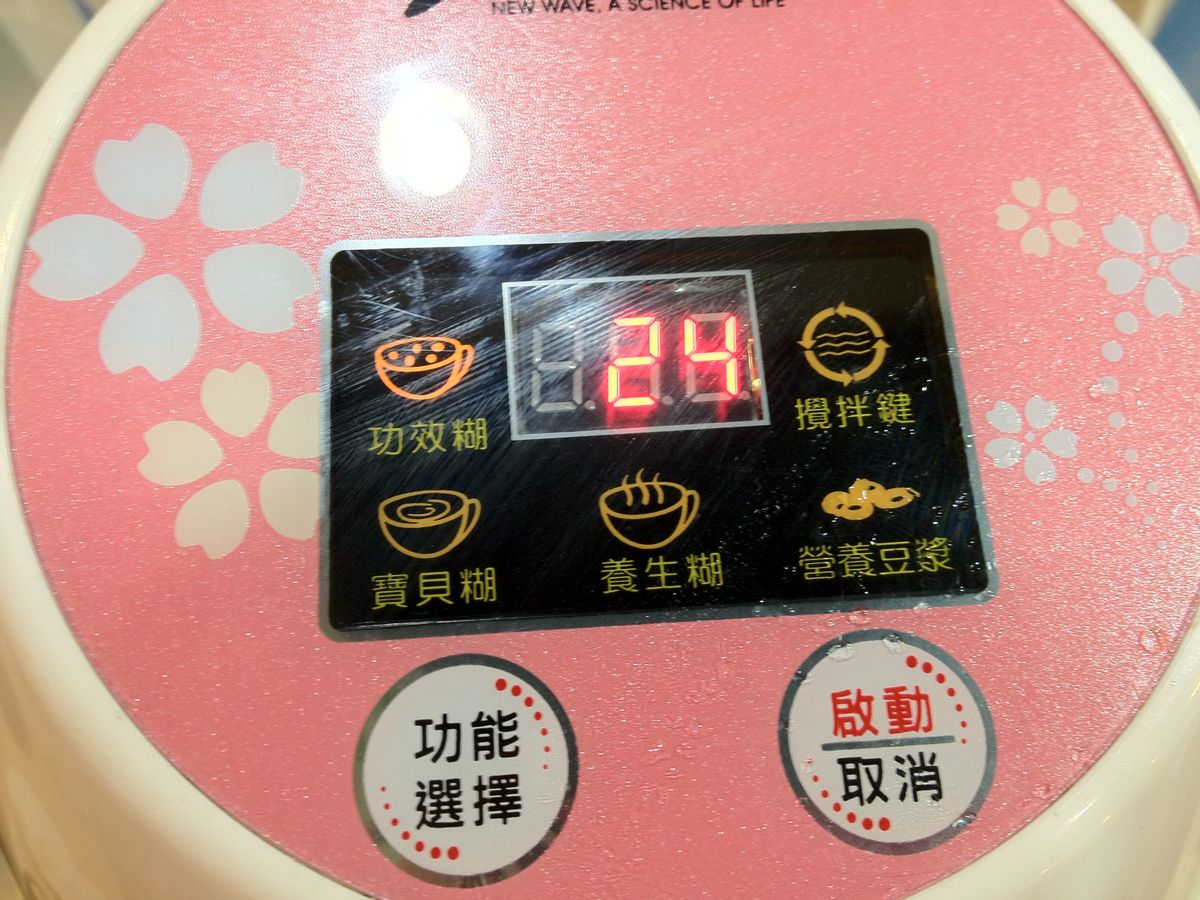 NEW WAVE, A SCIENCE OF LIFE
24
功效糊
攪拌鍵
寶貝糊
養生糊
營養豆漿
功能
選擇
啟動
取消